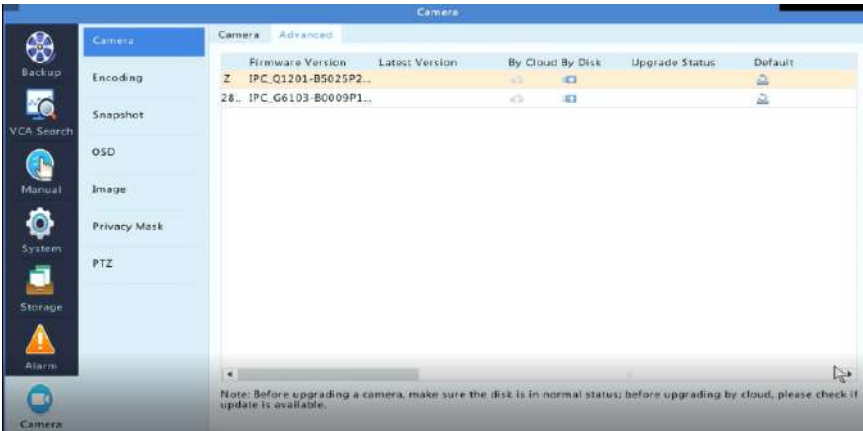 Camera
Backup
VCA Search
Manual
System
Storage
Alarm
Camera
Camera
Encoding
Snapshot
OSD
Image
Privacy Mask
PTZ
Camera Advanced
Firmware Version Latest Version By Cloud By Disk Upgrade Status Default
Z IPC_Q1201-B5025P2...
28.. IPC_G6103-B0009P1...
Note: Before upgrading a camera, make sure the disk is in normal status; before upgrading by cloud, please check if
update is available.